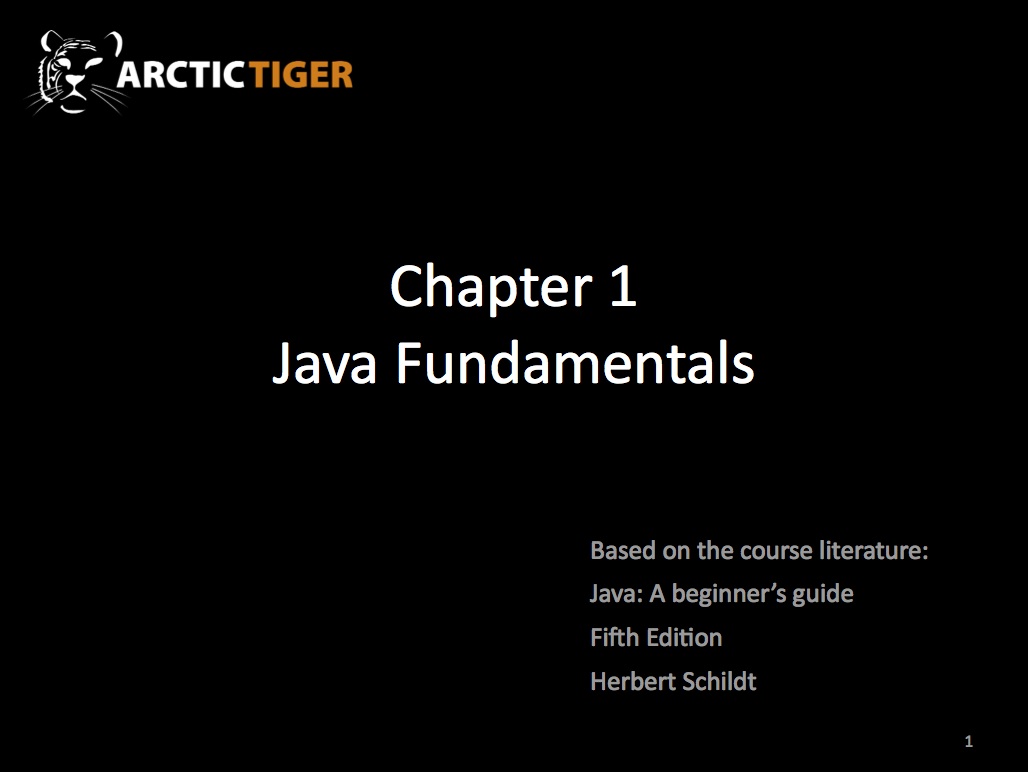 ARCTICTIGER
Chapter 1
Java Fundamentals
Based on the course literature:
Java: A beginner’s guide
Fifth Edition
Herbert Schildt
1